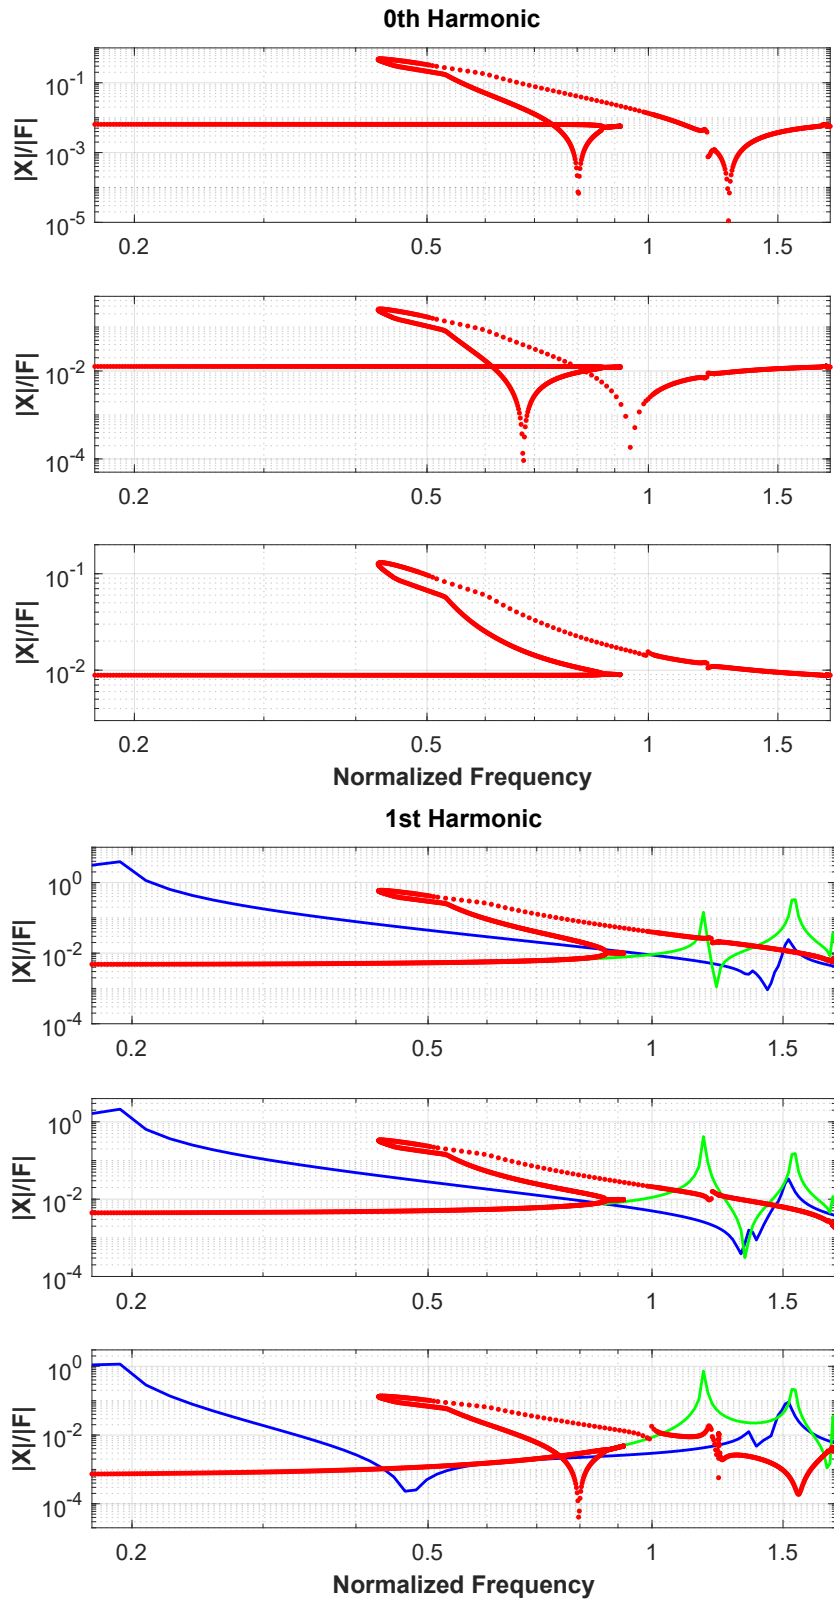 0th Harmonic
|X|/|F|
10^-1
10^-3
10^-5
0.2 0.5 1 1.5
|X|/|F|
10^-2
10^-4
0.2 0.5 1 1.5
|X|/|F|
10^-1
10^-2
0.2 0.5 1 1.5
Normalized Frequency
1st Harmonic
|X|/|F|
10^0
10^-2
10^-4
0.2 0.5 1 1.5
|X|/|F|
10^0
10^-2
10^-4
0.2 0.5 1 1.5
|X|/|F|
10^0
10^-2
10^-4
0.2 0.5 1 1.5
Normalized Frequency